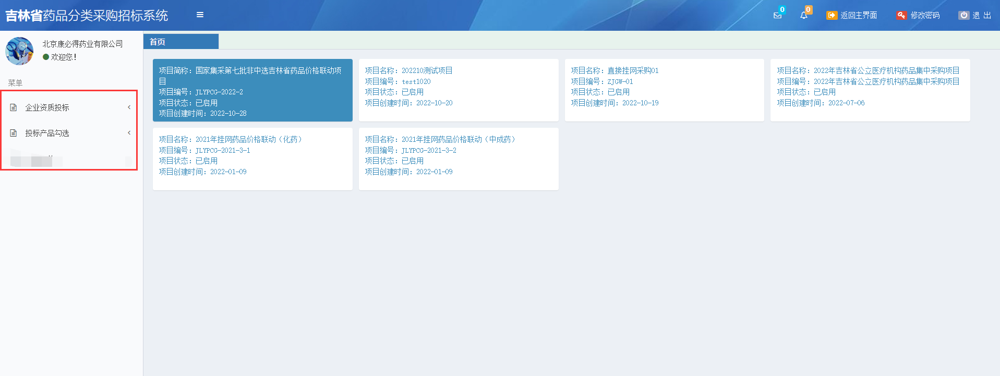 吉林省药品分类采购招标系统
0
0
返回主界面
修改密码
退 出
北京康必得药业有限公司
欢迎您!
菜单
企业资质投标
投标产品勾选
首页
项目简称: 国家集采第七批非中选吉林省药品价格联动项
目
项目编号: JLYPCG-2022-2
项目状态: 已启用
项目创建时间: 2022-10-28
项目名称: 202210测试项目
项目编号: test1020
项目状态: 已启用
项目创建时间: 2022-10-20
项目名称: 直接挂网采购01
项目编号: ZJGW-01
项目状态: 已启用
项目创建时间: 2022-10-19
项目名称: 2022年吉林省公立医疗机构药品集中采购项目
项目编号: 2022年吉林省公立医疗机构药品集中采购项目
项目状态: 已启用
项目创建时间: 2022-07-06
项目名称: 2021年挂网药品价格联动（化药）
项目编号: JLYPCG-2021-3-1
项目状态: 已启用
项目创建时间: 2022-01-09
项目名称: 2021年挂网药品价格联动（中成药）
项目编号: JLYPCG-2021-3-2
项目状态: 已启用
项目创建时间: 2022-01-09